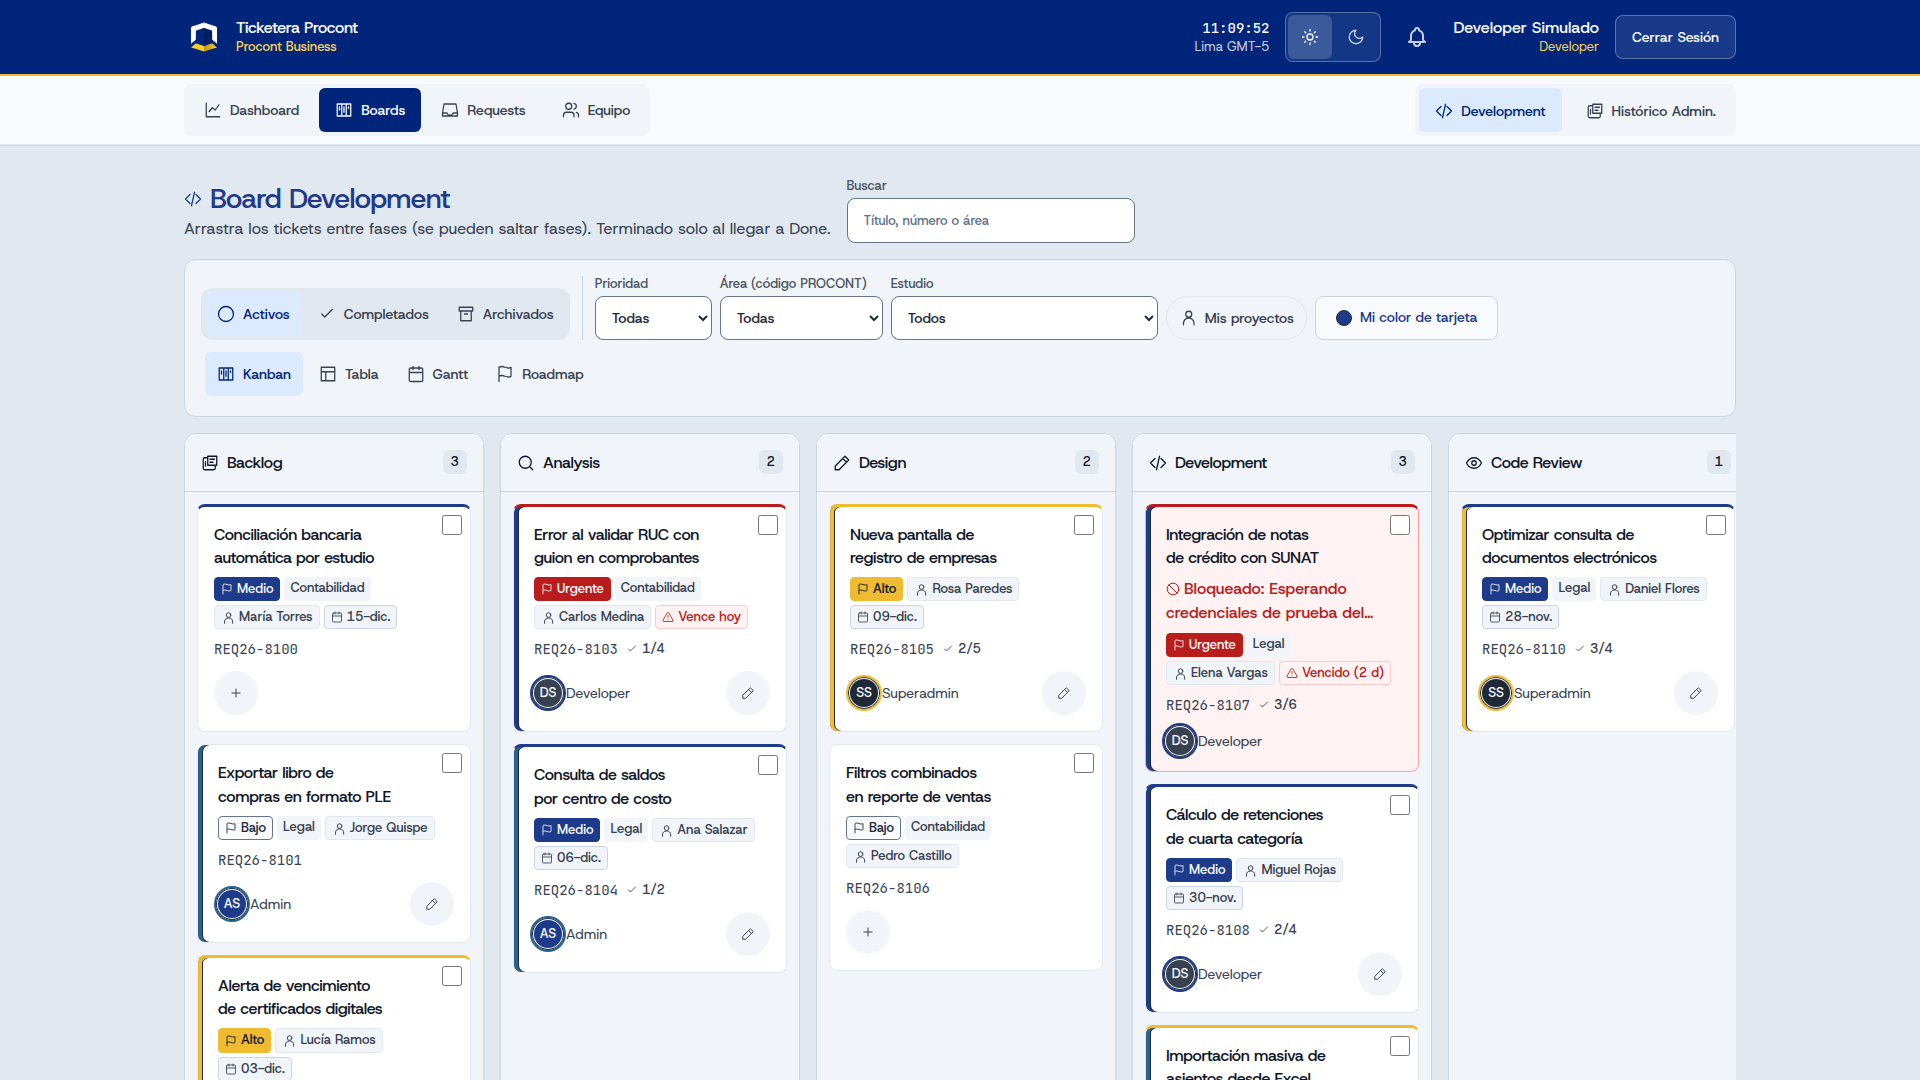 Ticketera Procont
Procont Business
11:09:52
Lima GMT-5
Developer Simulado
Developer
Cerrar Sesión
Dashboard
Boards
Requests
Equipo
Development
Histórico Admin.
Board Development
Arrastra los tickets entre fases (se pueden saltar fases). Terminado solo al llegar a Done.
Buscar
Título, número o área
Activos
Completados
Archivados
Prioridad
Todas
Área (código PROCONT)
Todas
Estudio
Todos
Mis proyectos
Mi color de tarjeta
Kanban
Tabla
Gantt
Roadmap
Backlog 3
Conciliación bancaria
automática por estudio
Medio Contabilidad
María Torres 15-dic.
REQ26-8100
Exportar libro de
compras en formato PLE
Bajo Legal Jorge Quispe
REQ26-8101
AS Admin
Alerta de vencimiento
de certificados digitales
Alto Lucía Ramos
03-dic.
Analysis 2
Error al validar RUC con
guion en comprobantes
Urgente Contabilidad
Carlos Medina Vence hoy
REQ26-8103 1/4
DS Developer
Consulta de saldos
por centro de costo
Medio Legal Ana Salazar
06-dic.
REQ26-8104 1/2
AS Admin
Design 2
Nueva pantalla de
registro de empresas
Alto Rosa Paredes
09-dic.
REQ26-8105 2/5
SS Superadmin
Filtros combinados
en reporte de ventas
Bajo Contabilidad
Pedro Castillo
REQ26-8106
Development 3
Integración de notas
de crédito con SUNAT
Bloqueado: Esperando
credenciales de prueba del...
Urgente Legal
Elena Vargas Vencido (2 d)
REQ26-8107 3/6
DS Developer
Cálculo de retenciones
de cuarta categoría
Medio Miguel Rojas
30-nov.
REQ26-8108 2/4
DS Developer
Importación masiva de
asientos desde Excel
Code Review 1
Optimizar consulta de
documentos electrónicos
Medio Legal Daniel Flores
28-nov.
REQ26-8110 3/4
SS Superadmin